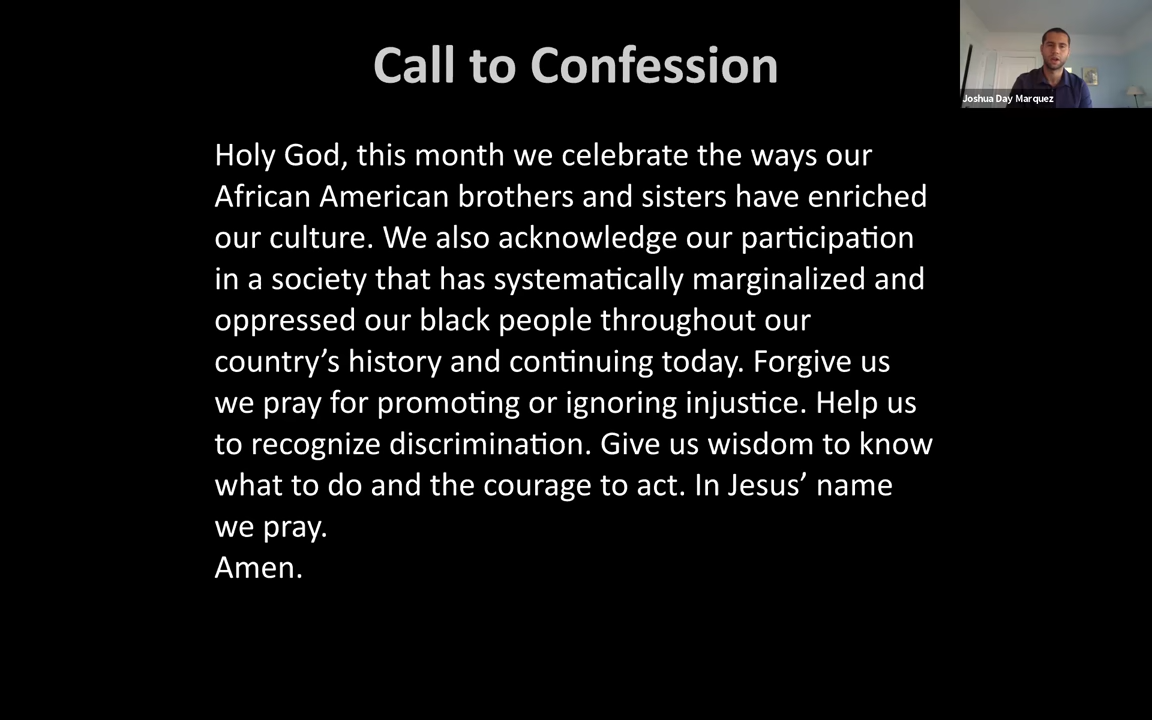 Call to Confession
Joshua Day Marquez
Holy God, this month we celebrate the ways our
African American brothers and sisters have enriched
our culture. We also acknowledge our participation
in a society that has systematically marginalized and
oppressed our black people throughout our
country’s history and continuing today. Forgive us
we pray for promoting or ignoring injustice. Help us
to recognize discrimination. Give us wisdom to know
what to do and the courage to act. In Jesus’ name
we pray.
Amen.